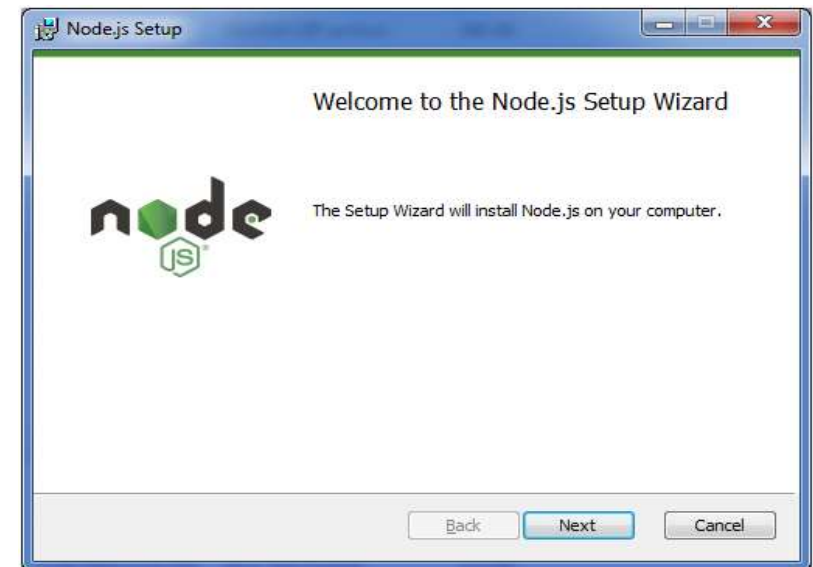 Node.js Setup
Welcome to the Node.js Setup Wizard
node
JS
The Setup Wizard will install Node.js on your computer.
Back
Next
Cancel